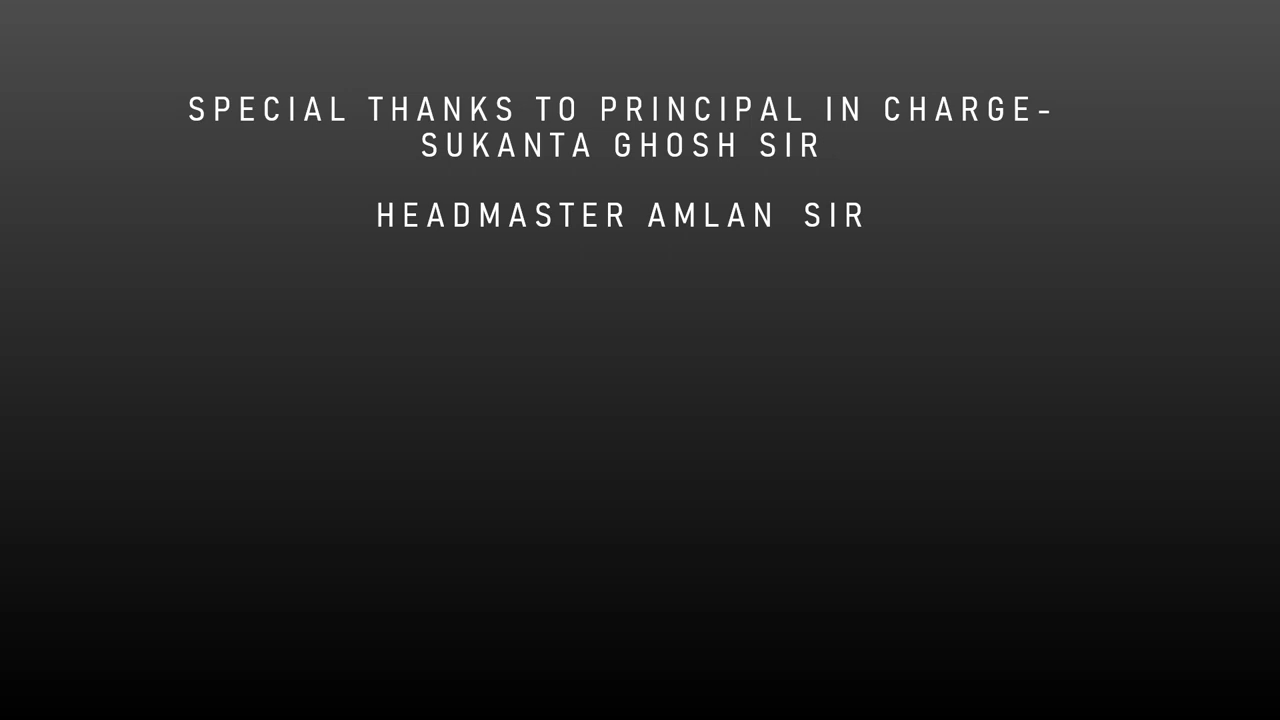 SPECIAL THANKS TO PRINCIPAL IN CHARGE-
SUKANTA GHOSH SIR
HEADMASTER AMLAN SIR